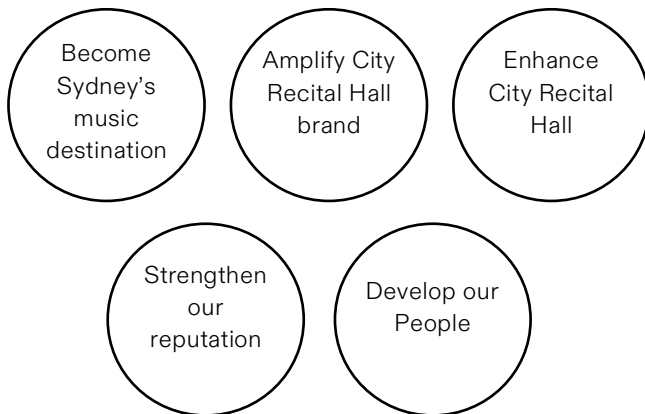 Become
Sydney’s
music
destination
Amplify City
Recital Hall
brand
Enhance
City Recital
Hall
Strengthen
our
reputation
Develop our
People